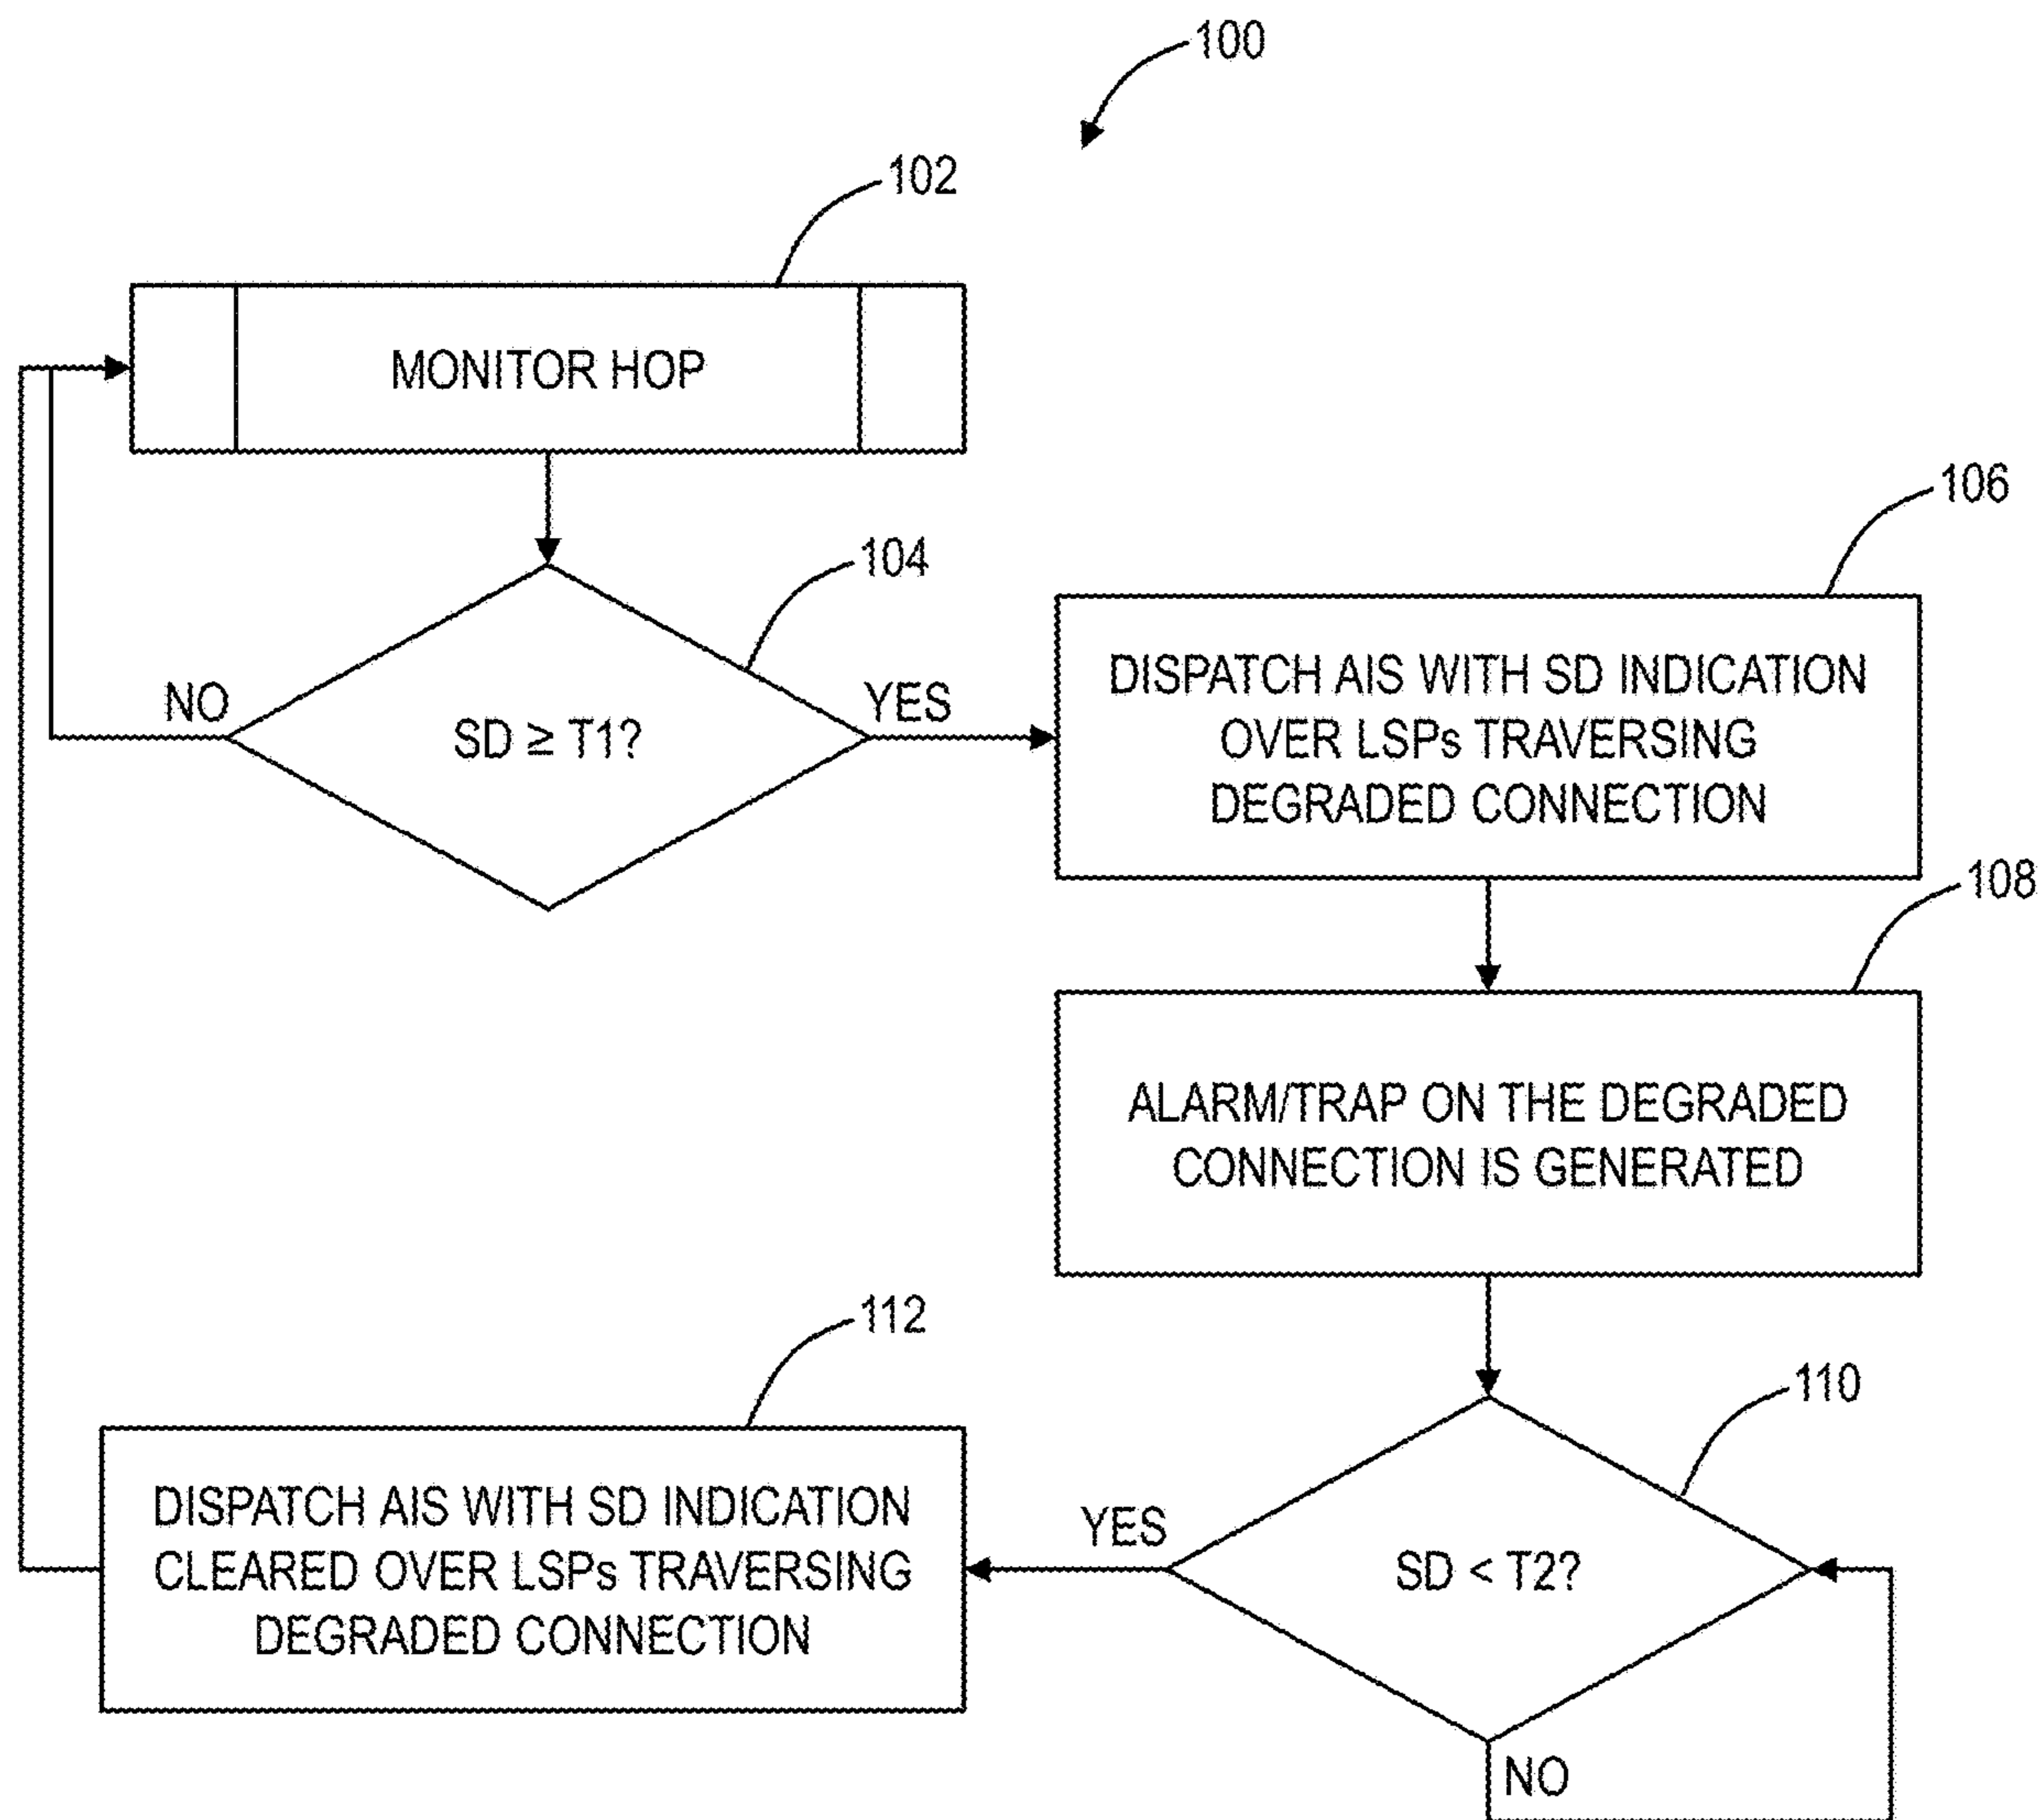 100
102
MONITOR HOP
104
NO
SD ≥ T1?
YES
106
DISPATCH AIS WITH SD INDICATION
OVER LSPs TRAVERSING
DEGRADED CONNECTION
108
ALARM/TRAP ON THE DEGRADED
CONNECTION IS GENERATED
110
SD < T2?
YES
NO
112
DISPATCH AIS WITH SD INDICATION
CLEARED OVER LSPs TRAVERSING
DEGRADED CONNECTION